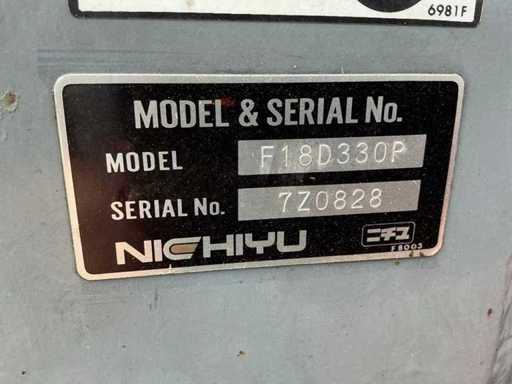 6981F
MODEL & SERIAL No.
MODEL F18D330P
SERIAL No. 7Z0828
NICHIYU ニチユ
F8003